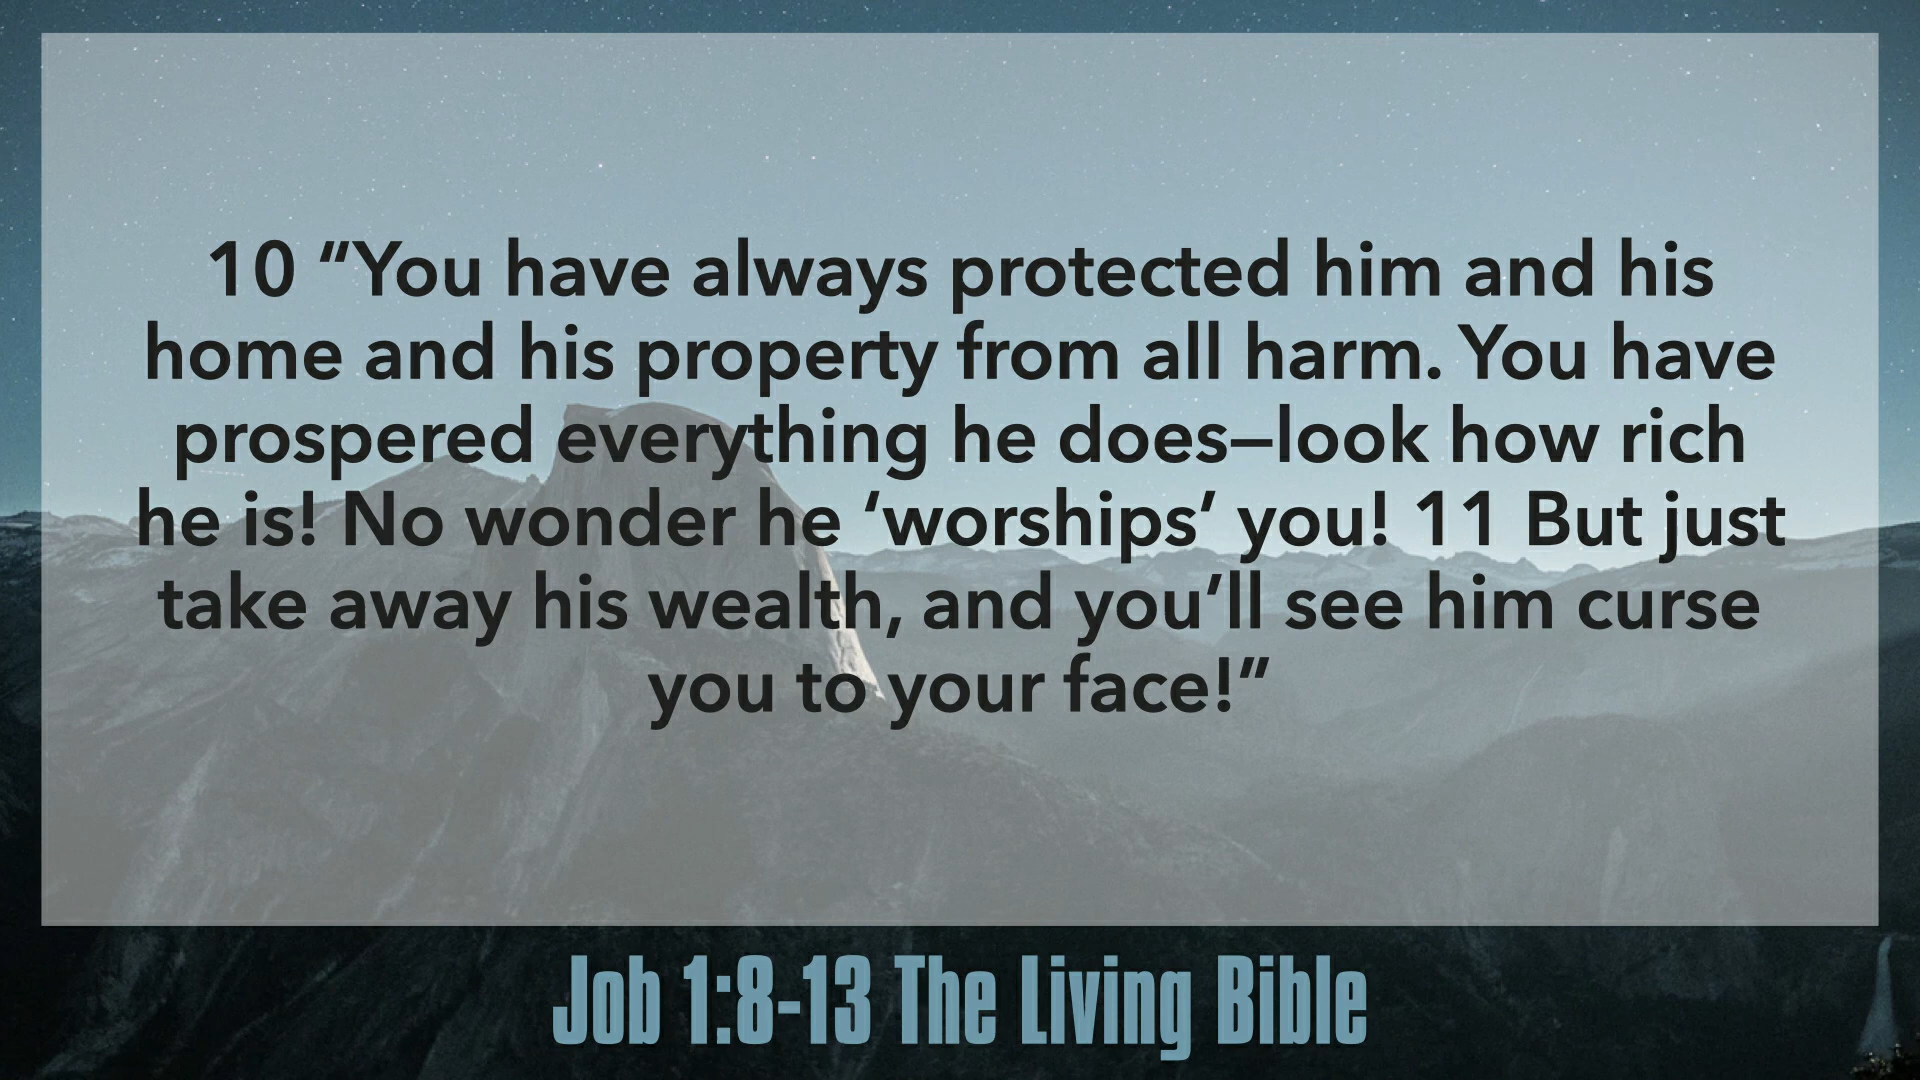 10 “You have always protected him and his
home and his property from all harm. You have
prospered everything he does—look how rich
he is! No wonder he ‘worships’ you! 11 But just
take away his wealth, and you’ll see him curse
you to your face!”
Job 1:8-13 The Living Bible